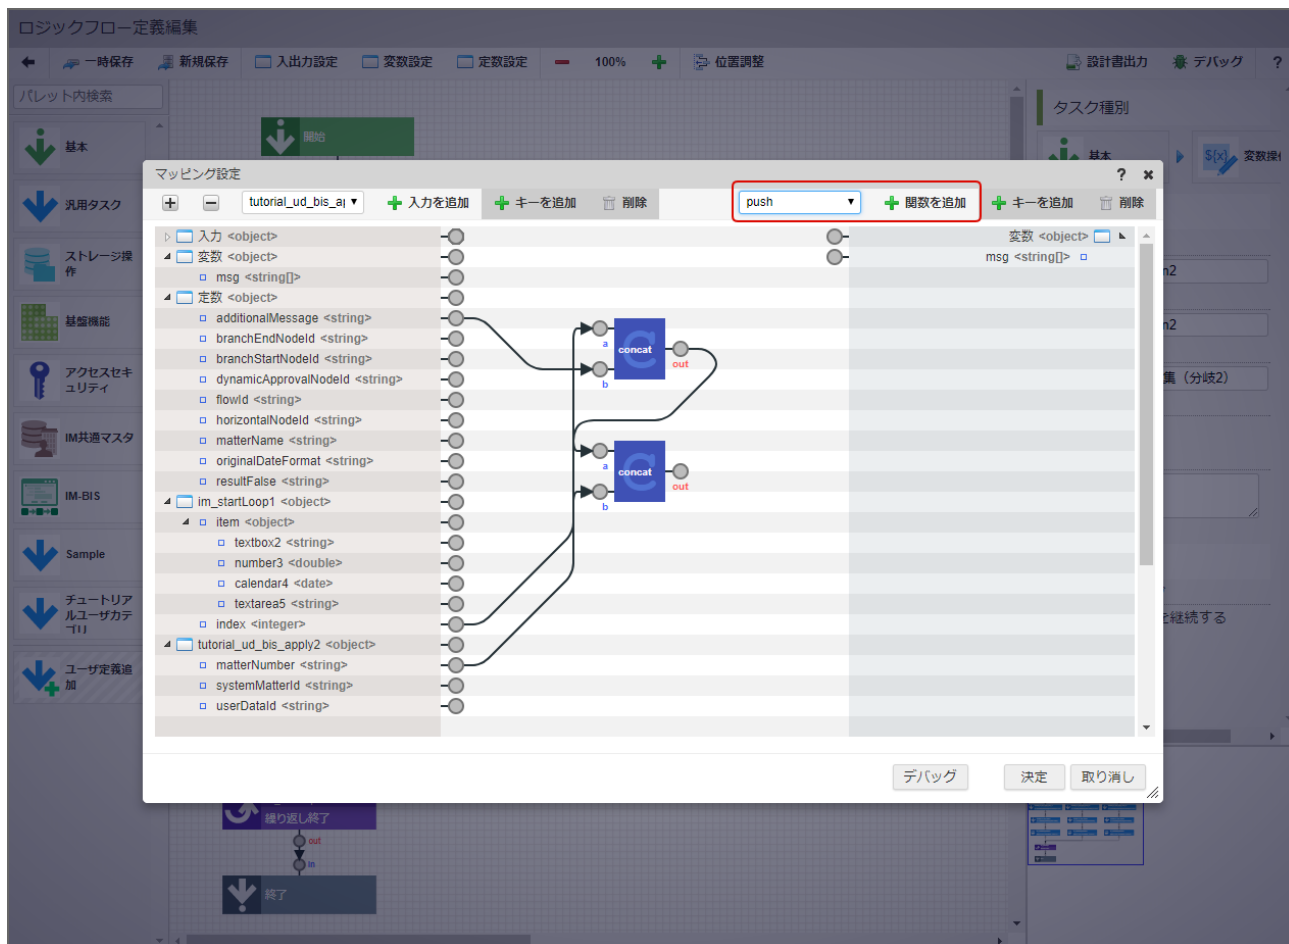 ロジックフロー定義編集
一時保存 新規保存 入出力設定 変数設定 定数設定 100% 位置調整 設計書出力 デバッグ ?
パレット内検索
基本
汎用タスク
ストレージ操作
基盤機能
アクセスセキュリティ
IM共通マスタ
IM-BIS
Sample
チュートリアルユーザカテゴリ
ユーザ定義追加
開始
タスク種別
基本
${x}
変数操
マッピング設定 ? ×
tutorial_ud_bis_a 入力を追加 キーを追加 削除 push 関数を追加 キーを追加 削除
入力 <object>
変数 <object>
msg <string[]>
定数 <object>
additionalMessage <string>
branchEndNodeId <string>
branchStartNodeId <string>
dynamicApprovalNodeId <string>
flowId <string>
horizontalNodeId <string>
matterName <string>
originalDateFormat <string>
resultFalse <string>
im_startLoop1 <object>
item <object>
textbox2 <string>
number3 <double>
calendar4 <date>
textarea5 <string>
index <integer>
tutorial_ud_bis_apply2 <object>
matterNumber <string>
systemMatterId <string>
userDataId <string>
a
concat
out
b
a
concat
out
b
変数 <object>
msg <string[]>
n2
n2
集（分岐2）
を継続する
デバッグ 決定 取り消し
繰り返し終了
out
in
終了